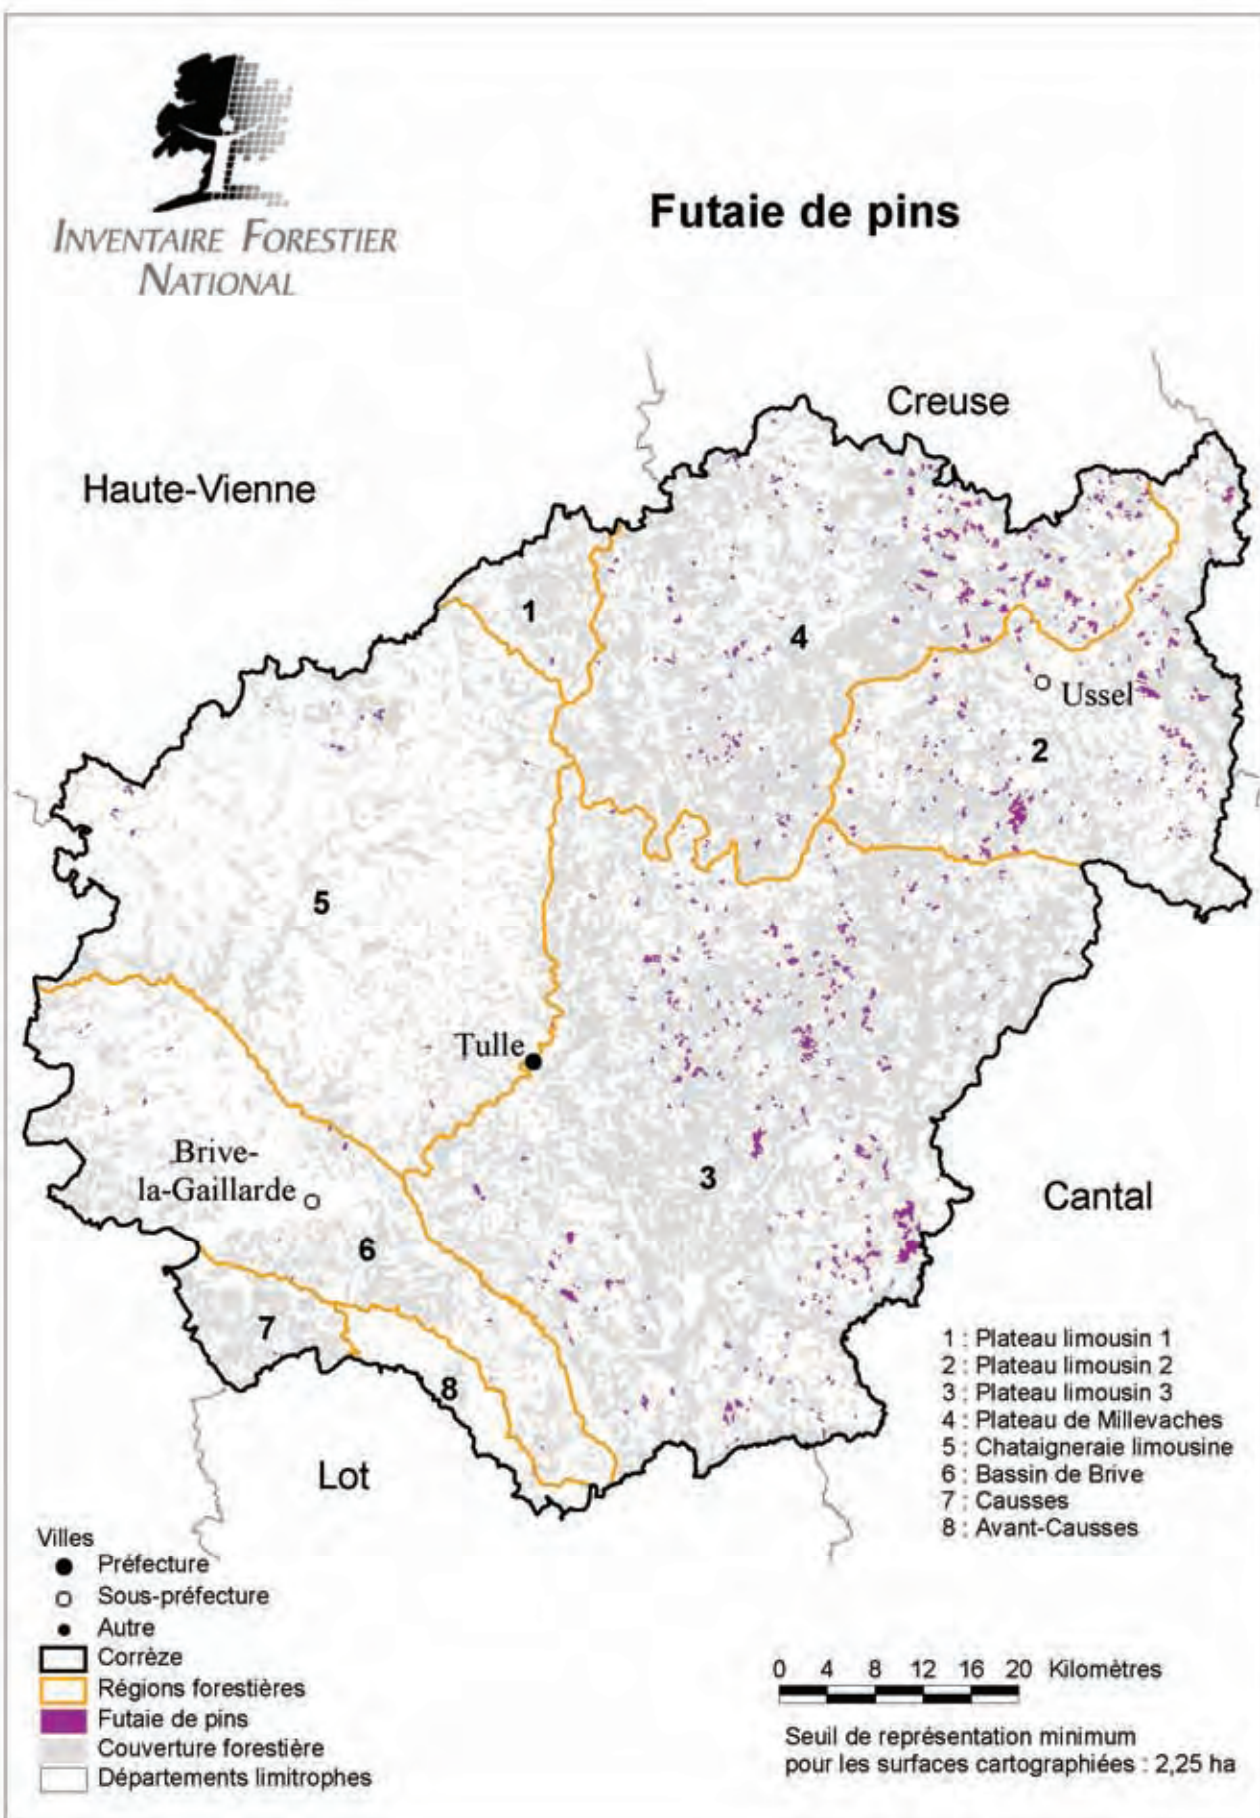 INVENTAIRE FORESTIER
NATIONAL
Futaie de pins
Creuse
Haute-Vienne
1
4
Ussel
2
5
Tulle
Brive-
la-Gaillarde
3
Cantal
6
7
8
Lot
1 : Plateau limousin 1
2 : Plateau limousin 2
3 : Plateau limousin 3
4 : Plateau de Millevaches
5 : Chataigneraie limousine
6 : Bassin de Brive
7 : Causses
8 : Avant-Causses
Villes
Préfecture
Sous-préfecture
Autre
Corrèze
Régions forestières
Futaie de pins
Couverture forestière
Départements limitrophes
0 4 8 12 16 20 Kilomètres
Seuil de représentation minimum
pour les surfaces cartographiées : 2,25 ha